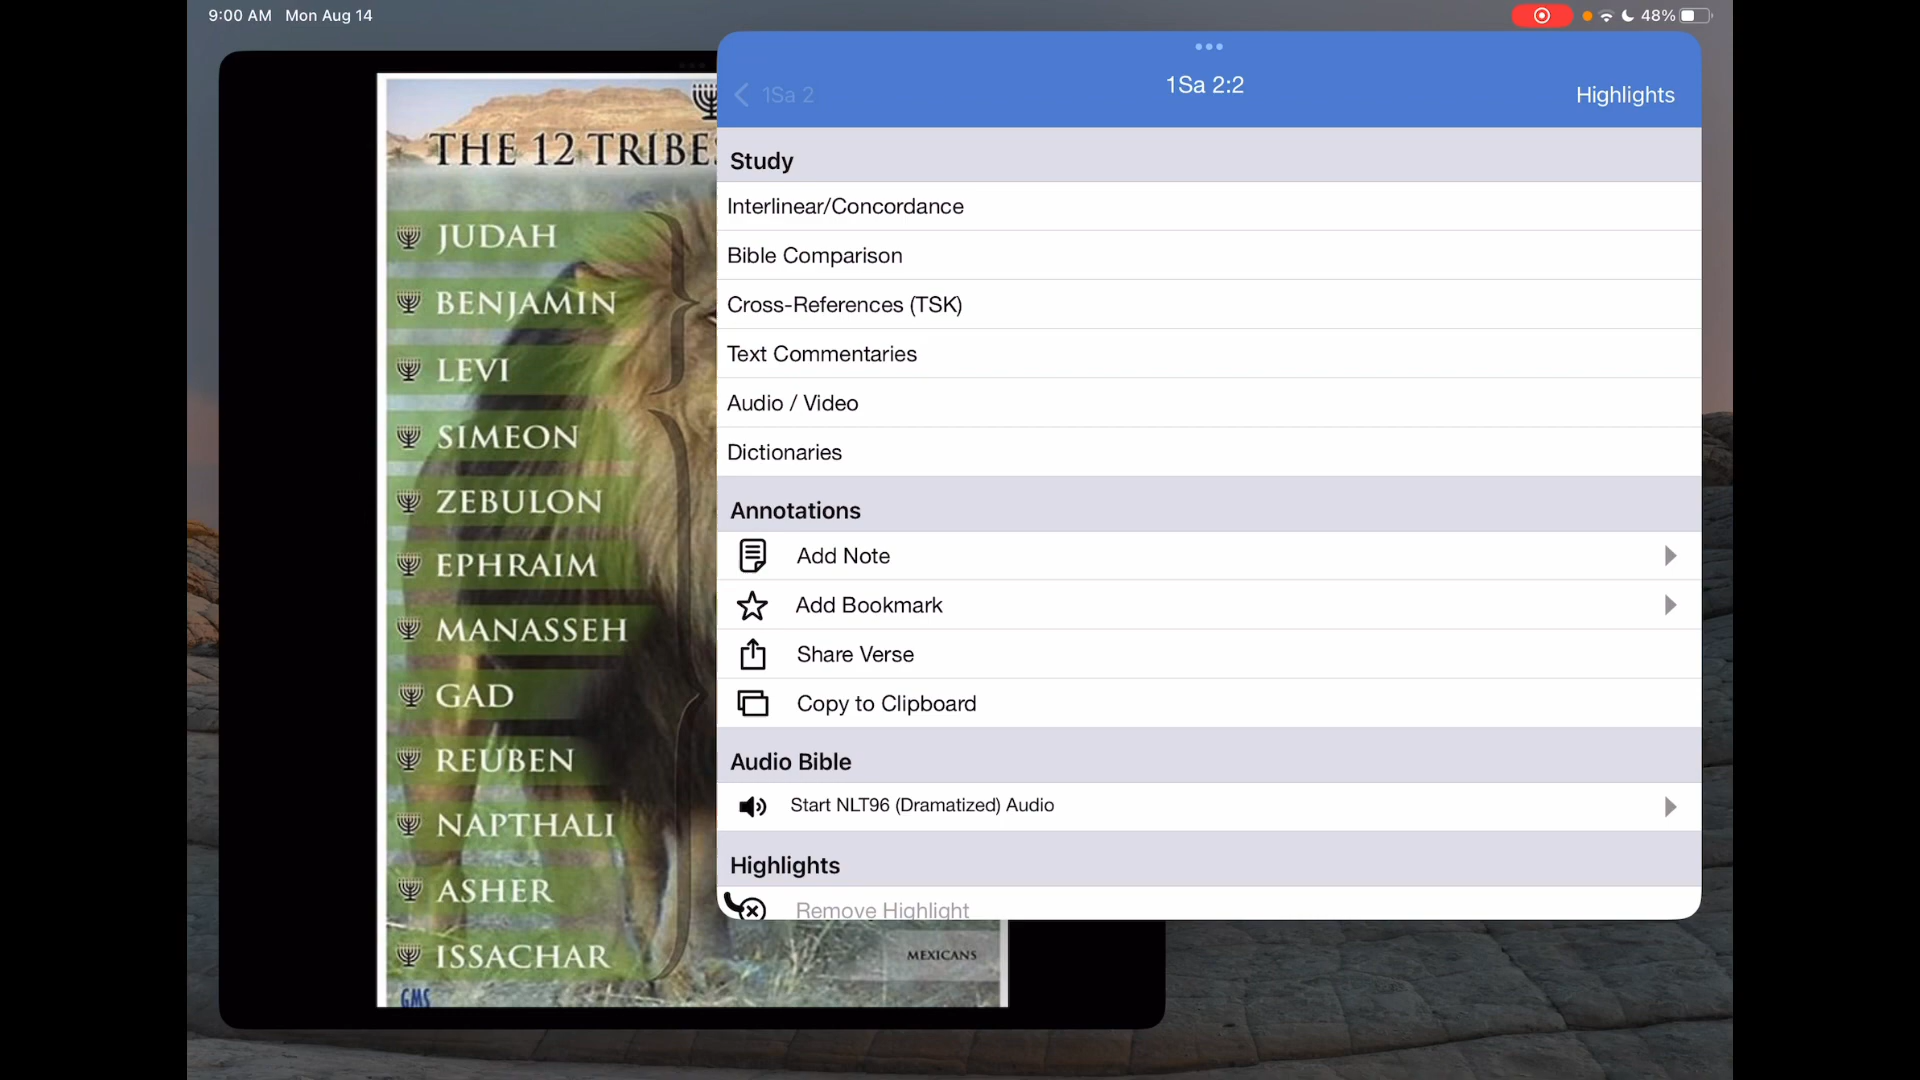 9:00 AM Mon Aug 14
48%
1Sa 2
1Sa 2:2
Highlights
Study
Interlinear/Concordance
Bible Comparison
Cross-References (TSK)
Text Commentaries
Audio / Video
Dictionaries
Annotations
Add Note
Add Bookmark
Share Verse
Copy to Clipboard
Audio Bible
Start NLT96 (Dramatized) Audio
Highlights
Remove Highlight
THE 12 TRIBES
JUDAH
BENJAMIN
LEVI
SIMEON
ZEBULON
EPHRAIM
MANASSEH
GAD
REUBEN
NAPTHALI
ASHER
ISSACHAR
MEXICANS
GMS